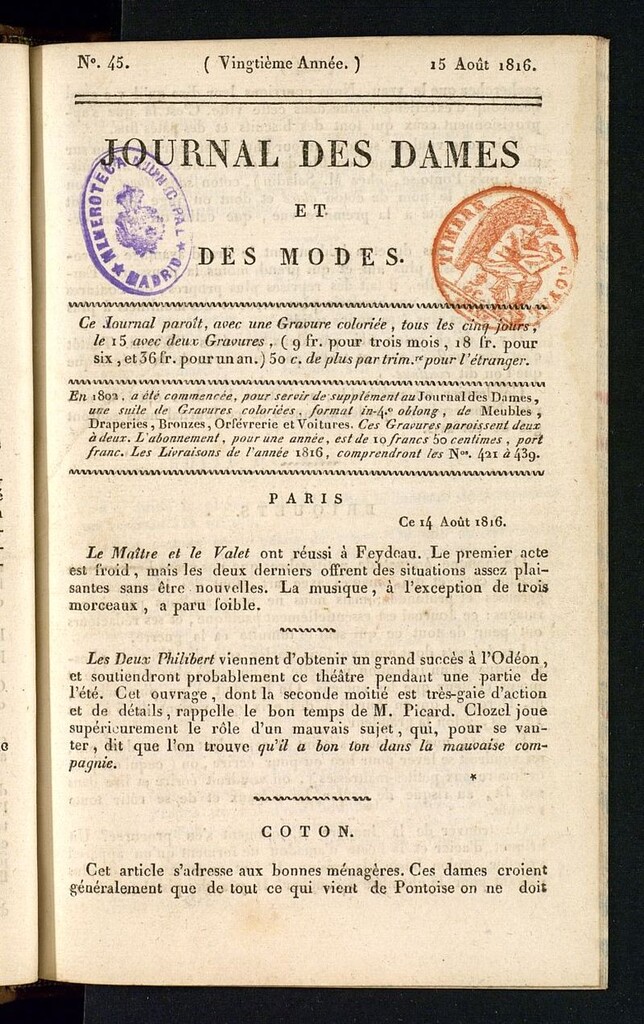 Nº. 45. ( Vingtième Année. ) 15 Août 1816.
JOURNAL DES DAMES
ET
DES MODES.
HEMEROTECA MUNICIPAL
★ MADRID ★
TIMBRE
Ce Journal paroît, avec une Gravure coloriée, tous les cinq jours,
le 15 avec deux Gravures, ( 9 fr. pour trois mois, 18 fr. pour
six, et 36 fr. pour un an. ) 50 c. de plus par trim.re pour l'étranger.
En 1802, a été commencée, pour servir de supplément au Journal des Dames,
une suite de Gravures coloriées, format in-4.º oblong, de Meubles,
Draperies, Bronzes, Orfévrerie et Voitures. Ces Gravures paroissent deux
à deux. L'abonnement, pour une année, est de 10 francs 50 centimes, port
franc. Les Livraisons de l'année 1816, comprendront les Nos. 421 à 439.
PARIS
Ce 14 Août 1816.
Le Maître et le Valet ont réussi à Feydeau. Le premier acte
est froid, mais les deux derniers offrent des situations assez plai-
santes sans être nouvelles. La musique, à l'exception de trois
morceaux, a paru foible.
Les Deux Philibert viennent d'obtenir un grand succès à l'Odéon,
et soutiendront probablement ce théâtre pendant une partie de
l'été. Cet ouvrage, dont la seconde moitié est très-gaie d'action
et de détails, rappelle le bon temps de M. Picard. Clozel joue
supérieurement le rôle d'un mauvais sujet, qui, pour se van-
ter, dit que l'on trouve qu'il a bon ton dans la mauvaise com-
pagnie.
*
COTON.
Cet article s'adresse aux bonnes ménagères. Ces dames croient
généralement que de tout ce qui vient de Pontoise on ne doit